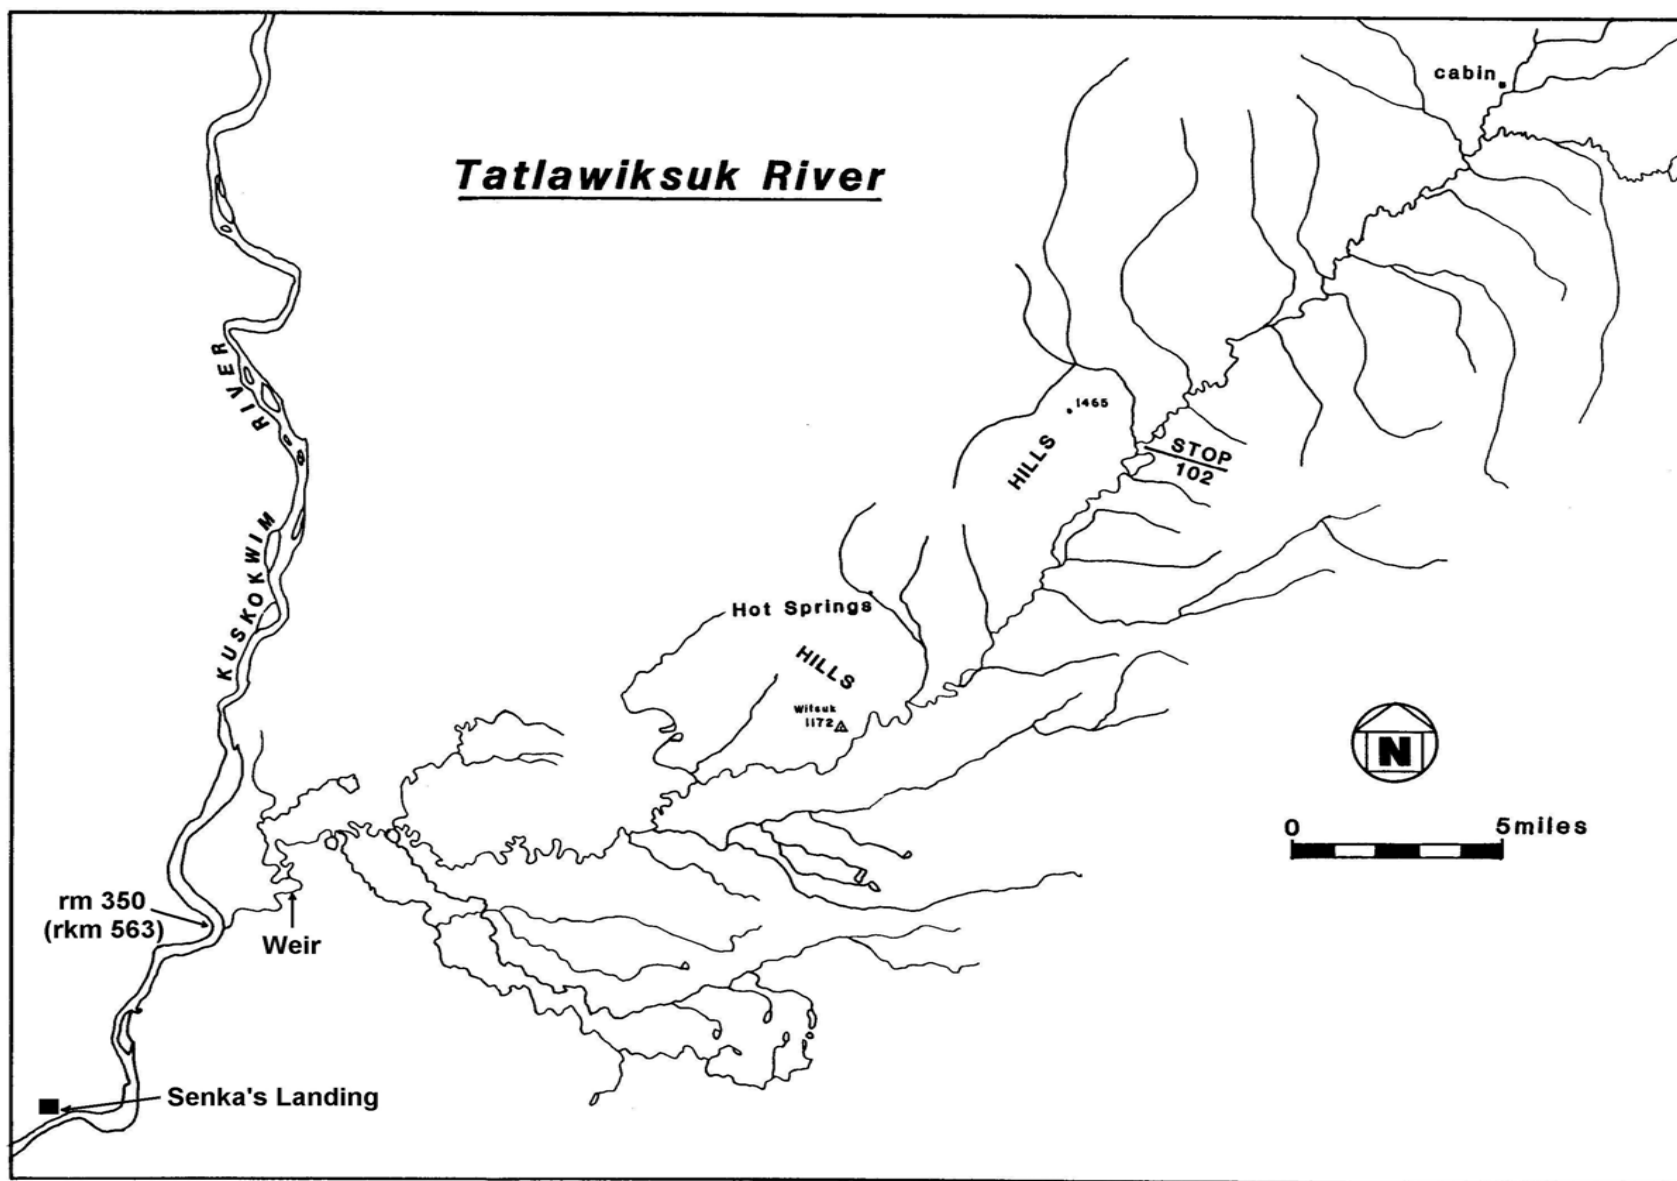 cabin
Tatlawiksuk River
RIVER
1465
HILLS
STOP
102
KUSKOKWIM
Hot Springs
HILLS
Witsuk
1172
N
0 5miles
rm 350
(rkm 563)
Weir
Senka's Landing